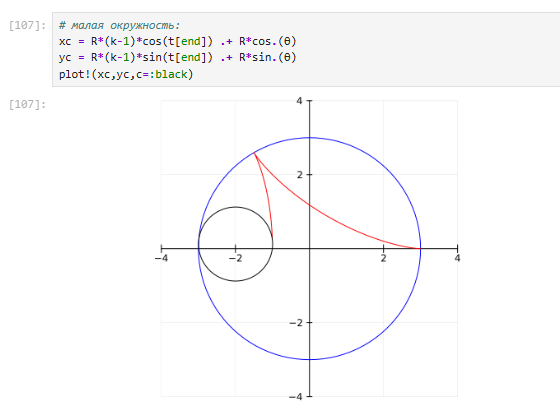 [107]: # малая окружность:
xc = R*(k-1)*cos(t[end]) .+ R*cos.(θ)
yc = R*(k-1)*sin(t[end]) .+ R*sin.(θ)
plot!(xc,yc,c=:black)
[107]:
4
2
−4 −2 2 4
−2
−4